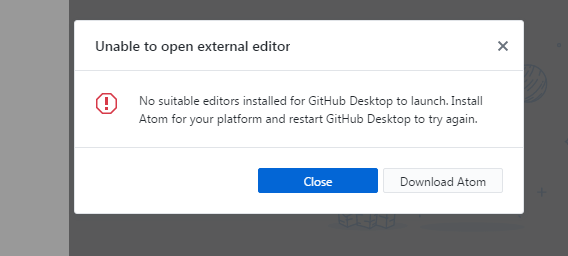 Unable to open external editor
No suitable editors installed for GitHub Desktop to launch. Install
Atom for your platform and restart GitHub Desktop to try again.
Close
Download Atom